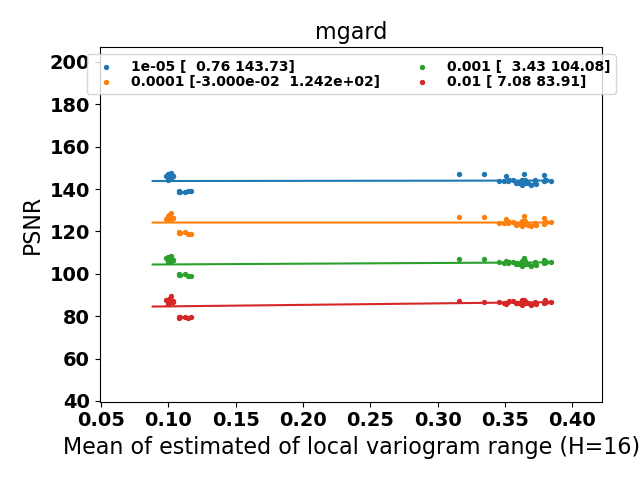 mgard
1e-05 [  0.76 143.73]
0.0001 [-3.000e-02  1.242e+02]
0.001 [  3.43 104.08]
0.01 [ 7.08 83.91]
PSNR
200
180
160
140
120
100
80
60
40
0.05 0.10 0.15 0.20 0.25 0.30 0.35 0.40
Mean of estimated of local variogram range (H=16)